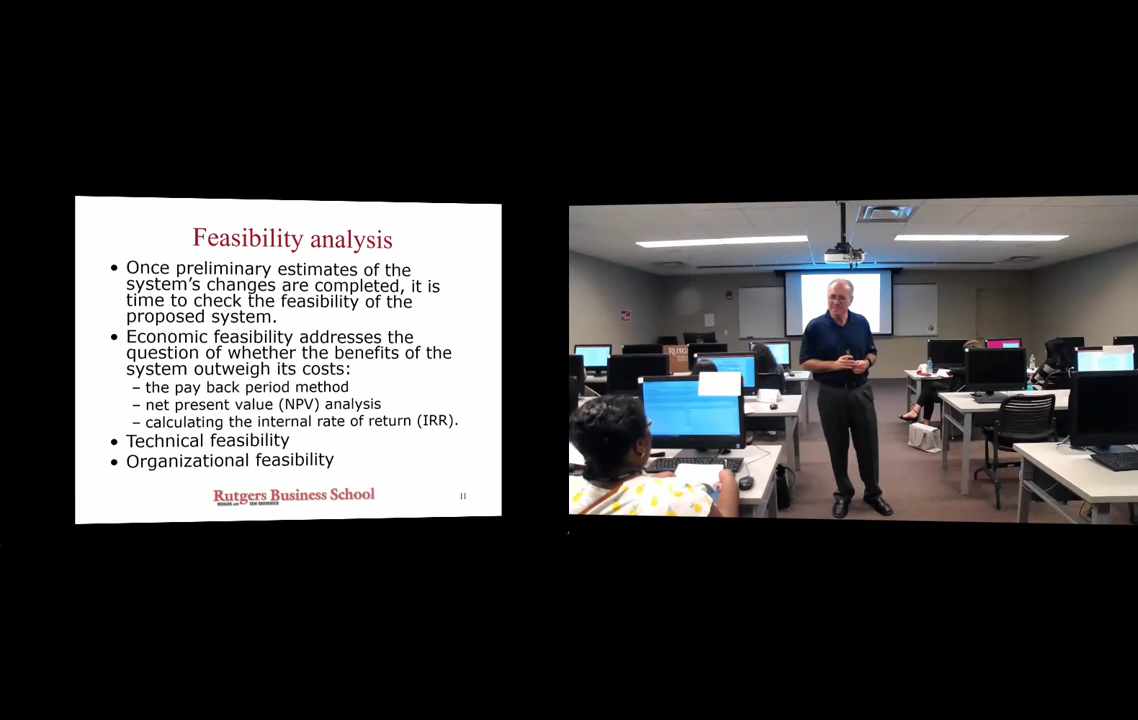 Feasibility analysis
• Once preliminary estimates of the
system's changes are completed, it is
time to check the feasibility of the
proposed system.
• Economic feasibility addresses the
question of whether the benefits of the
system outweigh its costs:
– the pay back period method
– net present value (NPV) analysis
– calculating the internal rate of return (IRR).
• Technical feasibility
• Organizational feasibility
Rutgers Business School
11